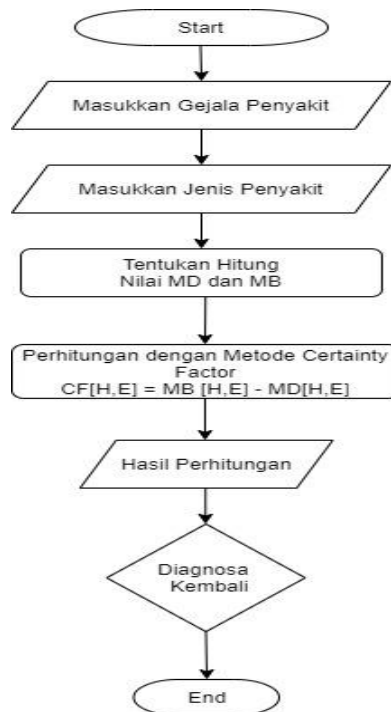 Start
Masukkan Gejala Penyakit
Masukkan Jenis Penyakit
Tentukan Hitung
Nilai MD dan MB
Perhitungan dengan Metode Certainty
Factor
CF[H,E] = MB [H,E] - MD[H,E]
Hasil Perhitungan
Diagnosa
Kembali
End